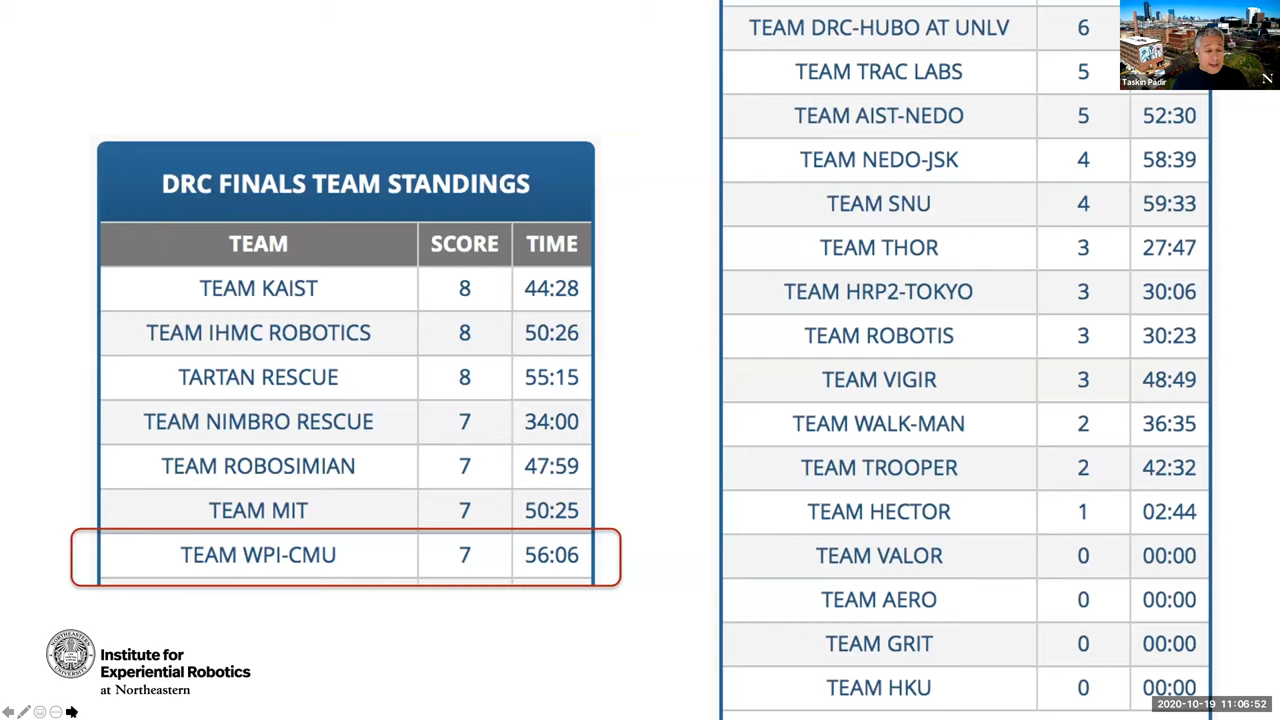 DRC FINALS TEAM STANDINGS
TEAM SCORE TIME
TEAM KAIST 8 44:28
TEAM IHMC ROBOTICS 8 50:26
TARTAN RESCUE 8 55:15
TEAM NIMBRO RESCUE 7 34:00
TEAM ROBOSIMIAN 7 47:59
TEAM MIT 7 50:25
TEAM WPI-CMU 7 56:06
TEAM DRC-HUBO AT UNLV 6
TEAM TRAC LABS 5
TEAM AIST-NEDO 5 52:30
TEAM NEDO-JSK 4 58:39
TEAM SNU 4 59:33
TEAM THOR 3 27:47
TEAM HRP2-TOKYO 3 30:06
TEAM ROBOTIS 3 30:23
TEAM VIGIR 3 48:49
TEAM WALK-MAN 2 36:35
TEAM TROOPER 2 42:32
TEAM HECTOR 1 02:44
TEAM VALOR 0 00:00
TEAM AERO 0 00:00
TEAM GRIT 0 00:00
TEAM HKU 0 00:00
Taskin Padir
N
Institute for
Experiential Robotics
at Northeastern
2020-10-19 11:06:52